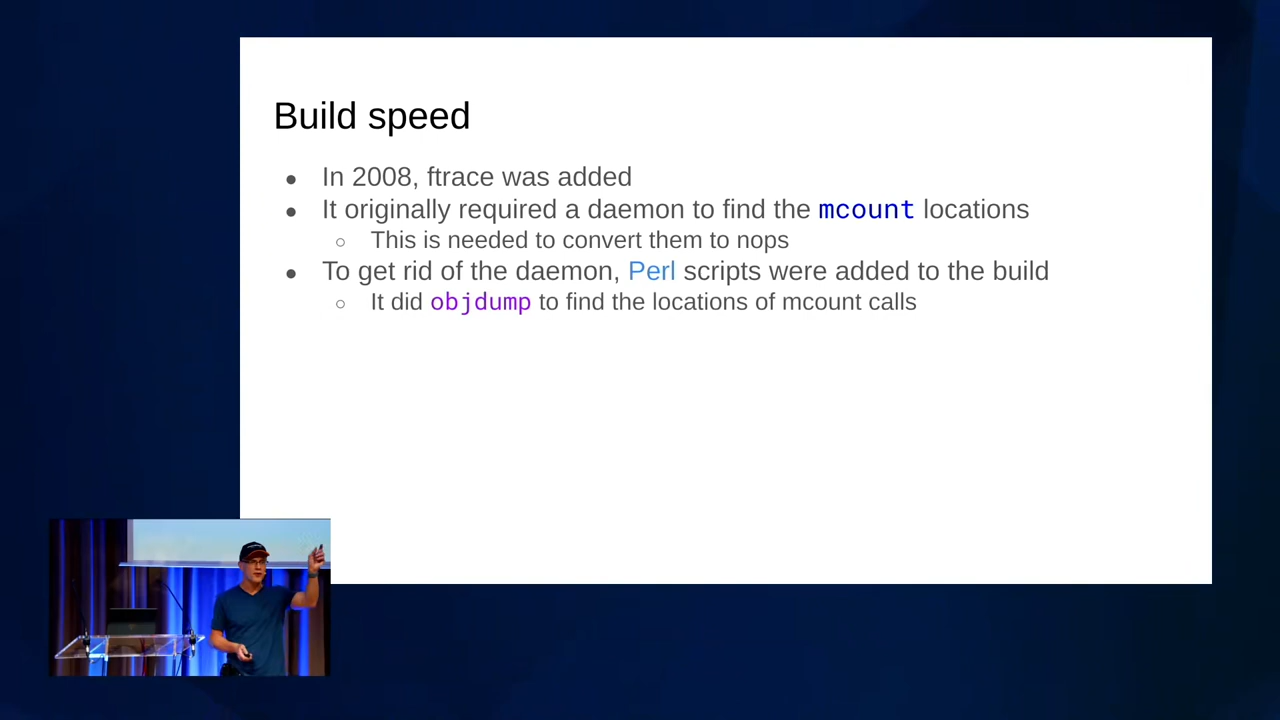 Build speed
● In 2008, ftrace was added
● It originally required a daemon to find the mcount locations
○ This is needed to convert them to nops
● To get rid of the daemon, Perl scripts were added to the build
○ It did objdump to find the locations of mcount calls